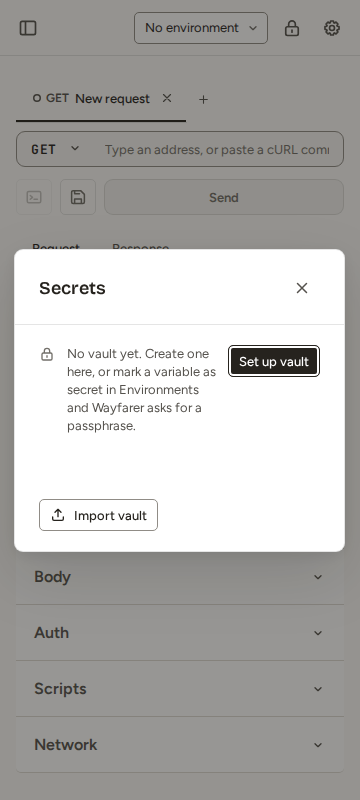 No environment
GET New request
GET Type an address, or paste a cURL comm
Send
Request Response
Secrets
No vault yet. Create one
here, or mark a variable as
secret in Environments
and Wayfarer asks for a
passphrase.
Set up vault
Import vault
Body
Auth
Scripts
Network